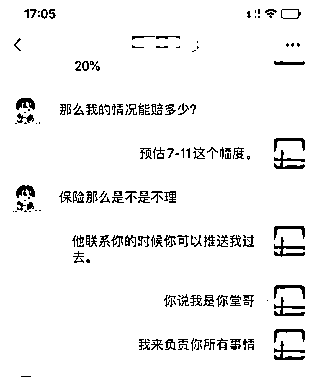 17:05
20%
那么我的情况能赔多少?
预估7-11这个幅度。
保险那么是不是不理
他联系你的时候你可以推送我过
去。
你说我是你堂哥
我来负责你所有事情